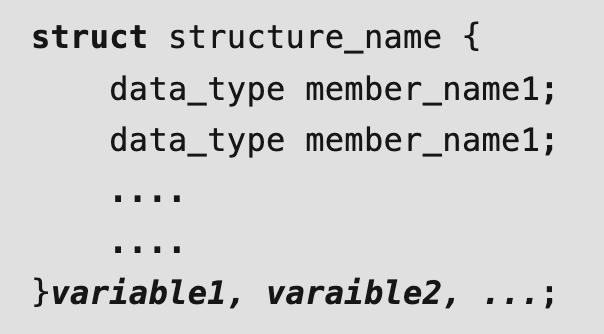 struct structure_name {
data_type member_name1;
data_type member_name1;
....
....
}variable1, varaible2, ...;